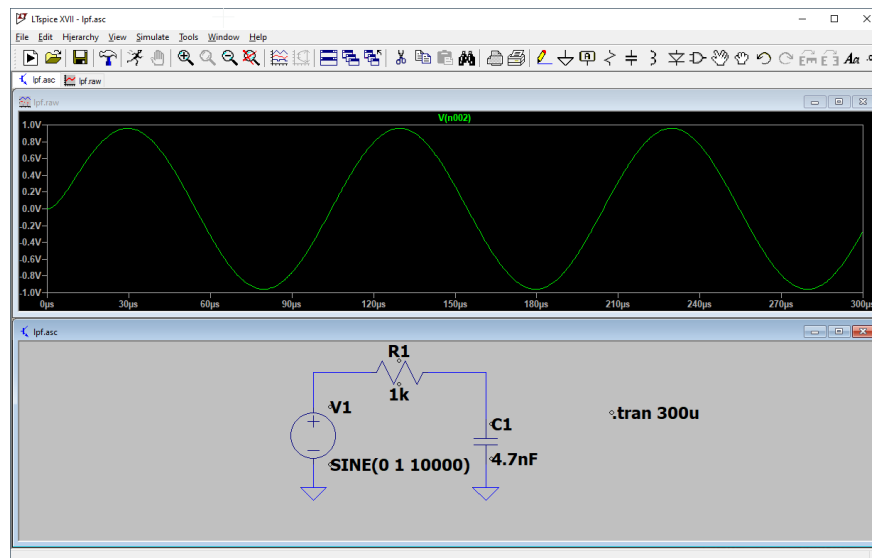 LTspice XVII - lpf.asc
File Edit Hierarchy View Simulate Tools Window Help
Aa
lpf.asc lpf.raw
lpf.raw
V(n002)
1.0V
0.8V
0.6V
0.4V
0.2V
0.0V
-0.2V
-0.4V
-0.6V
-0.8V
-1.0V
0µs 30µs 60µs 90µs 120µs 150µs 180µs 210µs 240µs 270µs 300µs
lpf.asc
R1
1k
V1
SINE(0 1 10000)
C1
4.7nF
.tran 300u